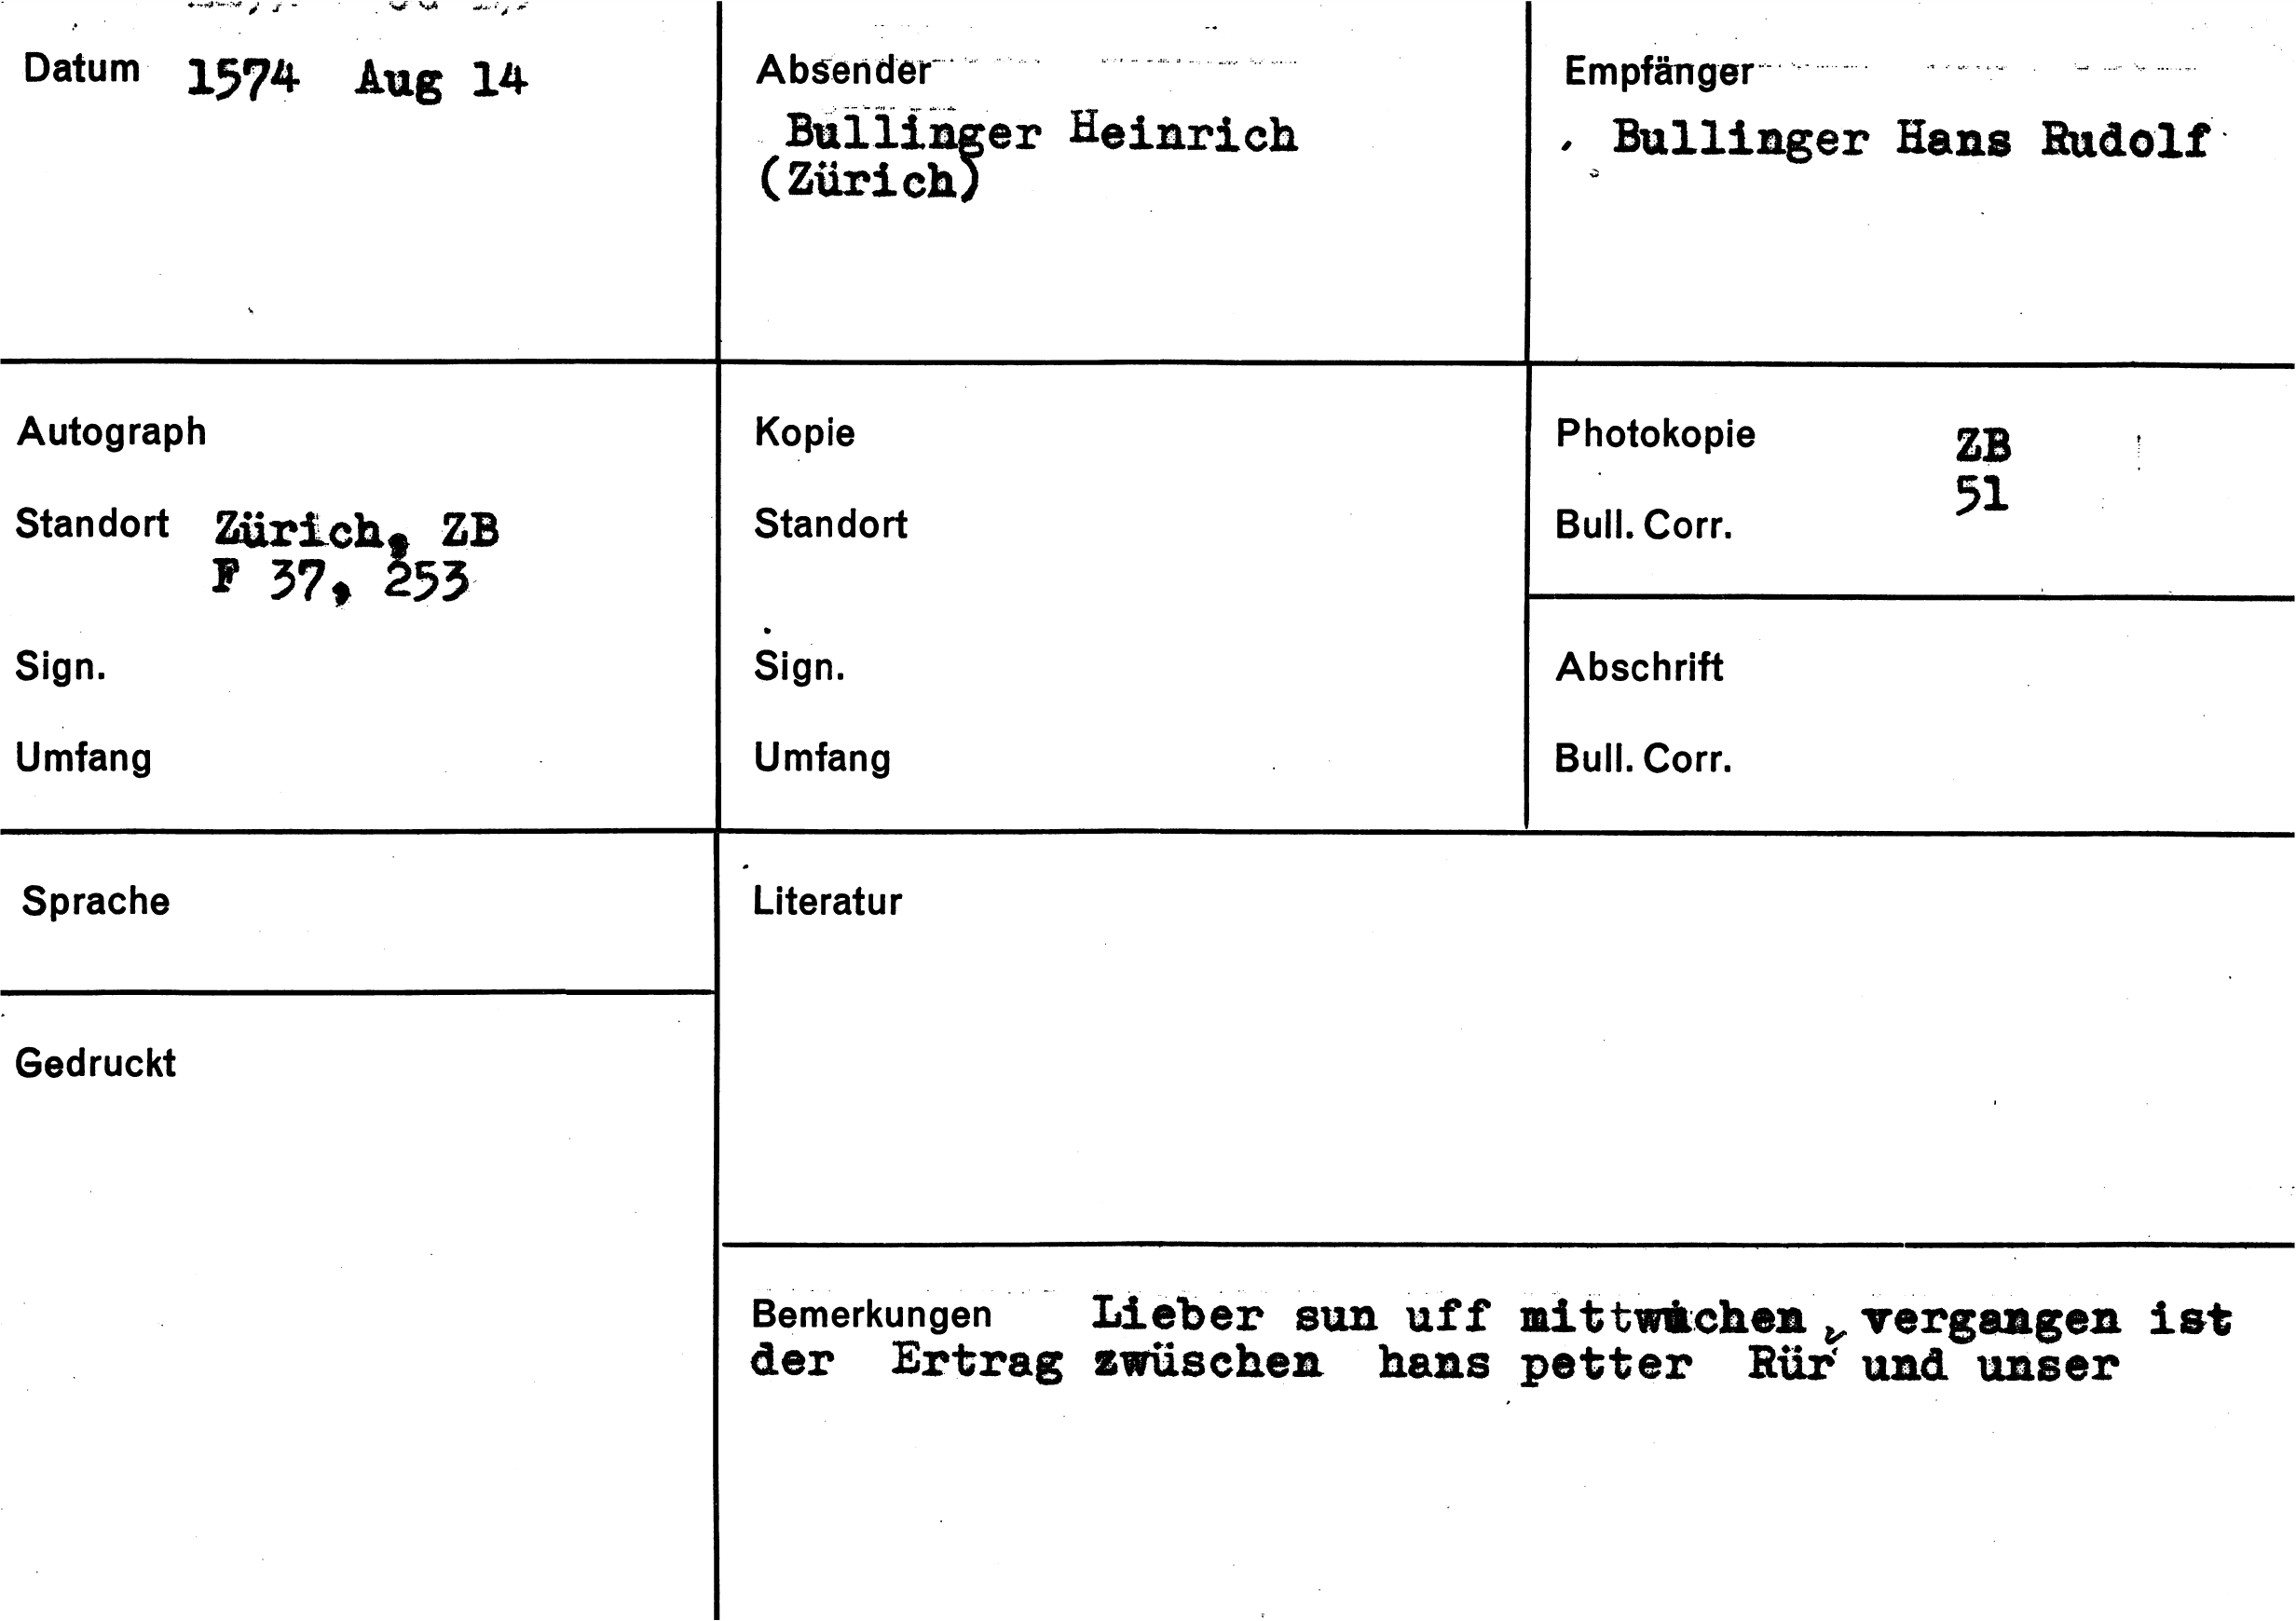 Datum 1574 Aug 14
Absender
Bullinger Heinrich
(Zürich)
Empfänger
Bullinger Hans Rudolf
Autograph
Standort Zürich, ZB
F 37, 253
Sign.
Umfang
Kopie
Standort
Sign.
Umfang
Photokopie ZB
51
Bull. Corr.
Abschrift
Bull. Corr.
Sprache
Gedruckt
Literatur
Bemerkungen Lieber sun uff mittwuchen, vergangen ist
der Ertrag zwüschen hans petter Rür und unser